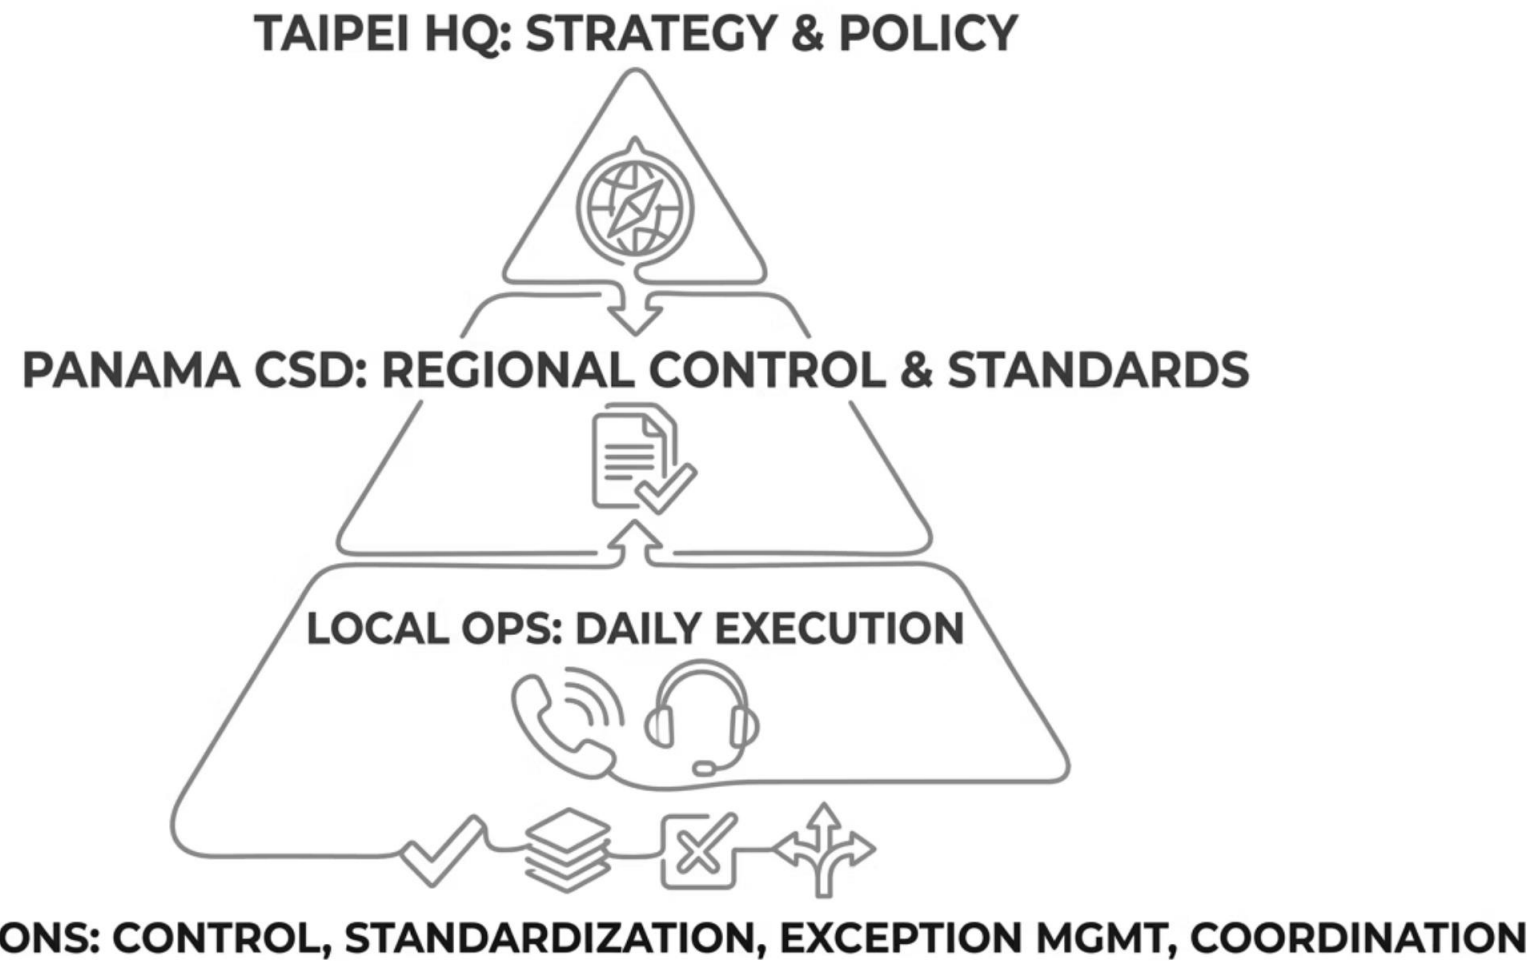 TAIPEI HQ: STRATEGY & POLICY
PANAMA CSD: REGIONAL CONTROL & STANDARDS
LOCAL OPS: DAILY EXECUTION
ONS: CONTROL, STANDARDIZATION, EXCEPTION MGMT, COORDINATION